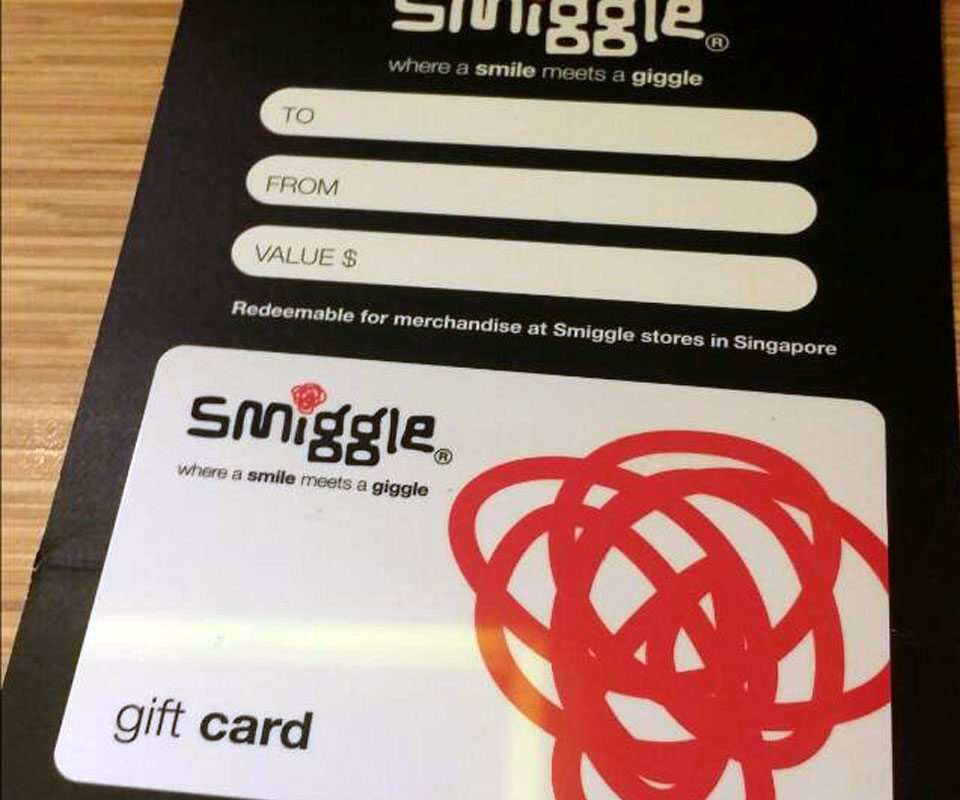 smiggle®
where a smile meets a giggle
TO
FROM
VALUE $
Redeemable for merchandise at Smiggle stores in Singapore
smiggle®
where a smile meets a giggle
gift card